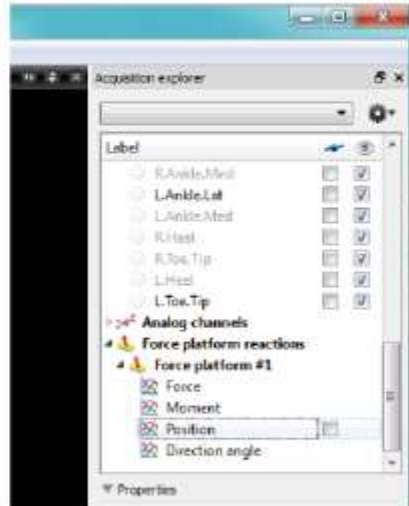 Acquisition explorer
Label
R.Ankle.Med
L.Ankle.Lat
L.Ankle.Med
R.Heel
R.Toe.Tip
L.Heel
L.Toe.Tip
Analog channels
Force platform reactions
Force platform #1
Force
Moment
Position
Direction angle
Properties